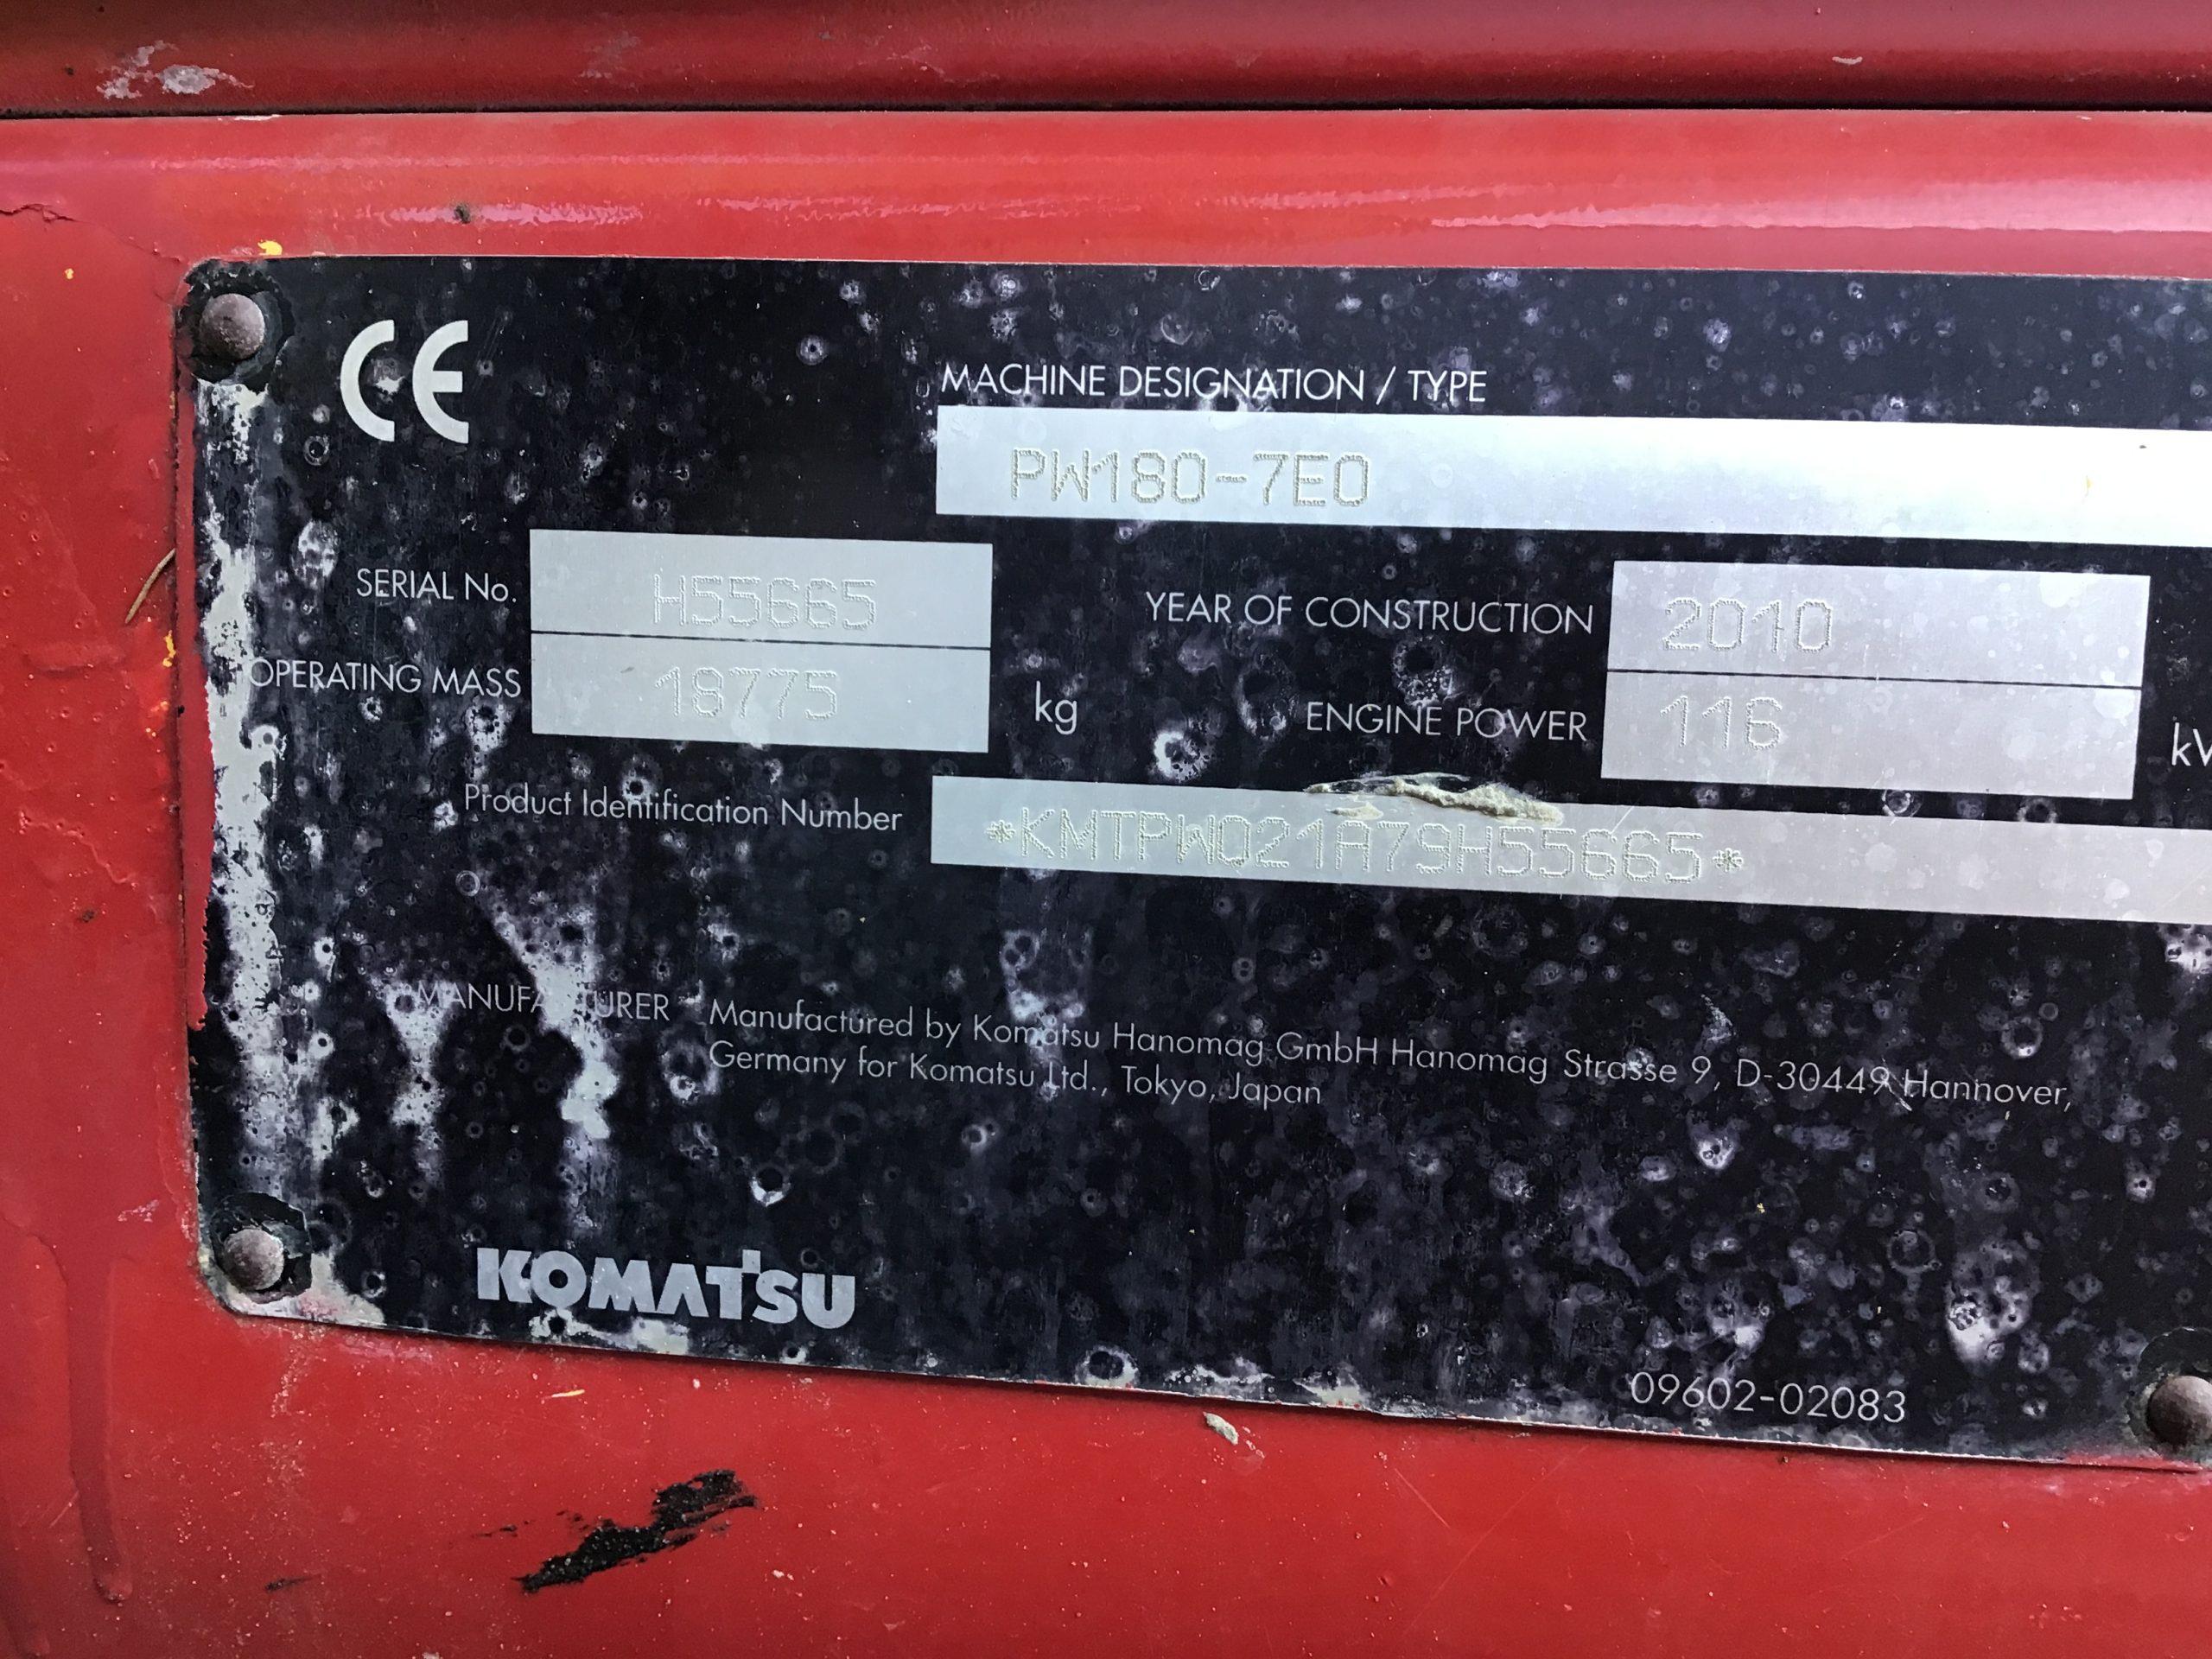 CE
MACHINE DESIGNATION / TYPE
PW180-7E0
SERIAL No. H55665
YEAR OF CONSTRUCTION 2010
OPERATING MASS 18775 kg
ENGINE POWER 116
Product Identification Number *KMTPW021A79H55665*
MANUFACTURER Manufactured by Komatsu Hanomag GmbH Hanomag Strasse 9, D-30449 Hannover,
Germany for Komatsu Ltd., Tokyo, Japan
KOMATSU
09602-02083